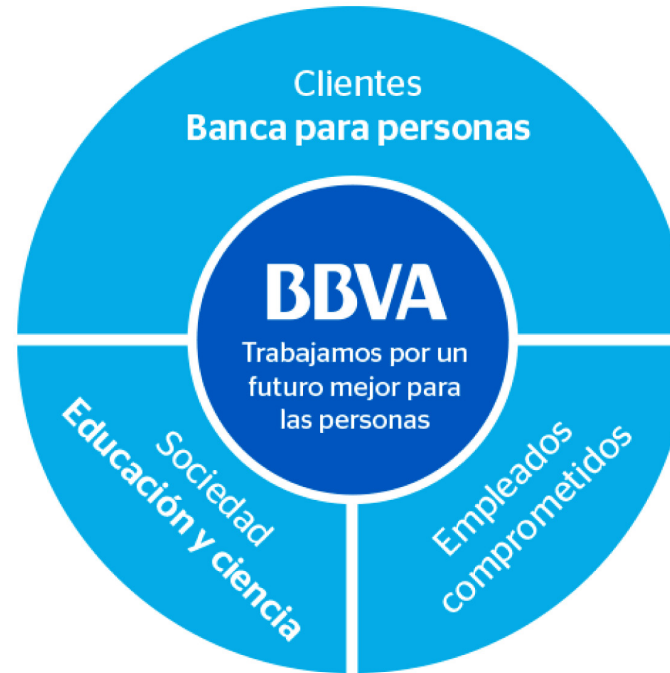 Clientes
Banca para personas
BBVA
Trabajamos por un
futuro mejor para
las personas
Sociedad
Educación y ciencia
Empleados
comprometidos